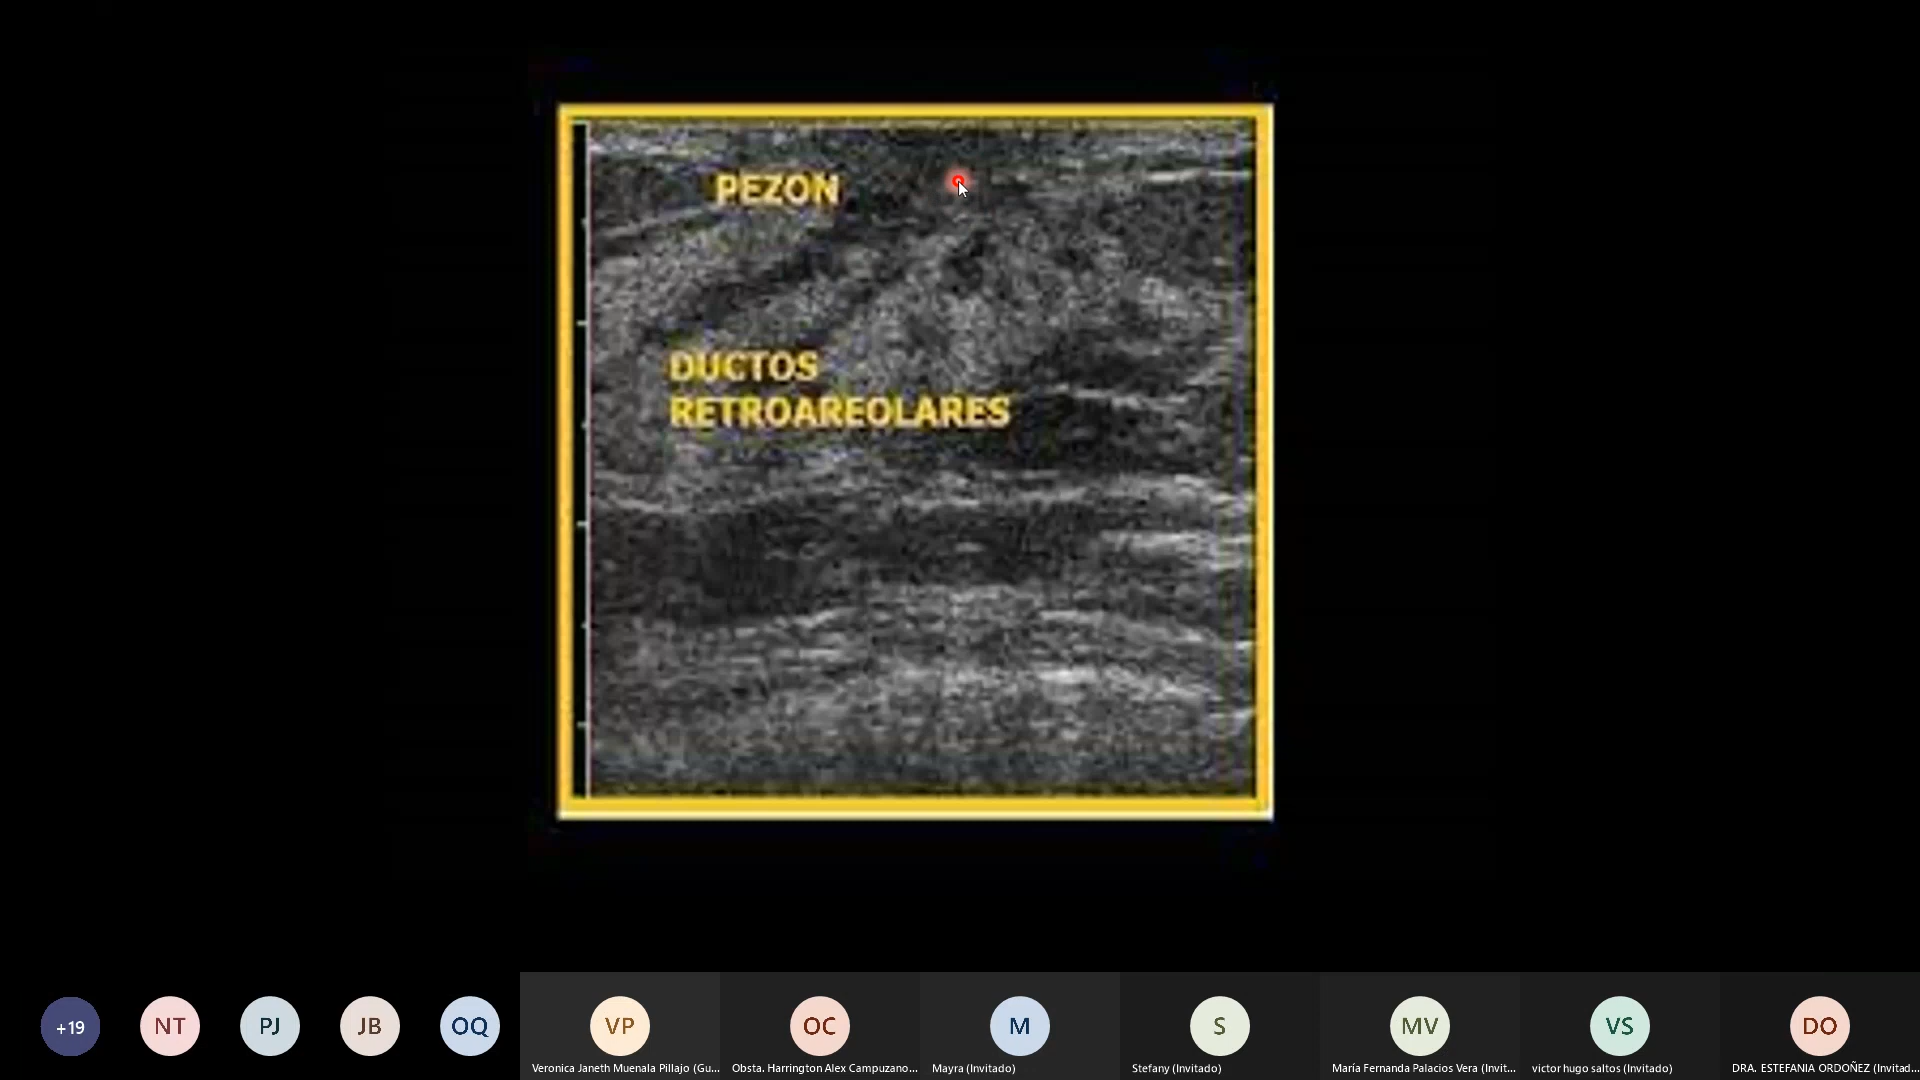 PEZON
DUCTOS
RETROAREOLARES
+19
NT
PJ
JB
OQ
VP
OC
M
S
MV
VS
DO
Veronica Janeth Muenala Pillajo (Gu...
Obsta. Harrington Alex Campuzano...
Mayra (Invitado)
Stefany (Invitado)
María Fernanda Palacios Vera (Invit...
victor hugo saltos (Invitado)
DRA. ESTEFANIA ORDOÑEZ (Invitad...